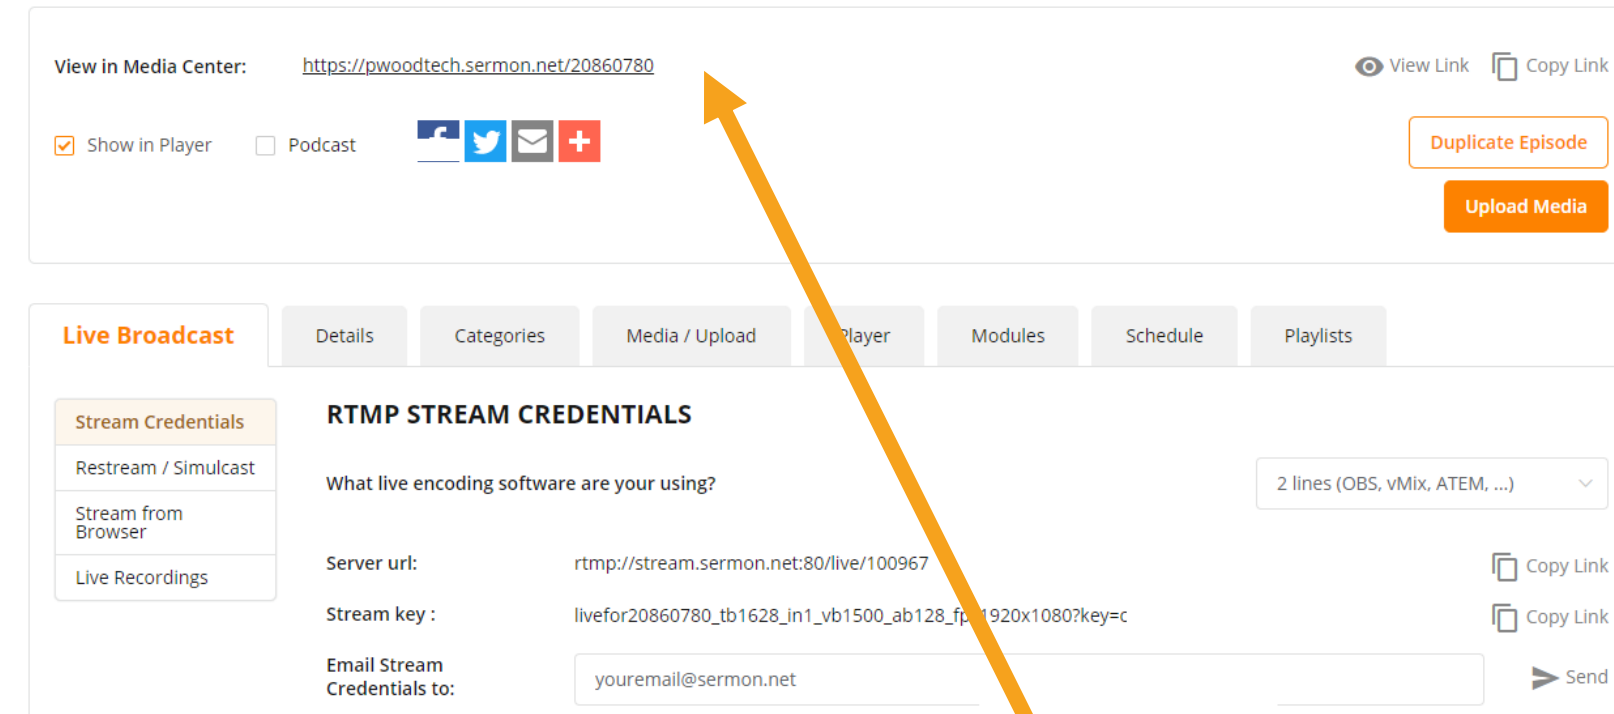 View in Media Center: https://pwoodtech.sermon.net/20860780 View Link Copy Link
Show in Player Podcast
Duplicate Episode
Upload Media
Live Broadcast Details Categories Media / Upload Player Modules Schedule Playlists
Stream Credentials
Restream / Simulcast
Stream from
Browser
Live Recordings
RTMP STREAM CREDENTIALS
What live encoding software are your using? 2 lines (OBS, vMix, ATEM, ...)
Server url: rtmp://stream.sermon.net:80/live/100967 Copy Link
Stream key : Copy Link
Email Stream
Credentials to: youremail@sermon.net Send